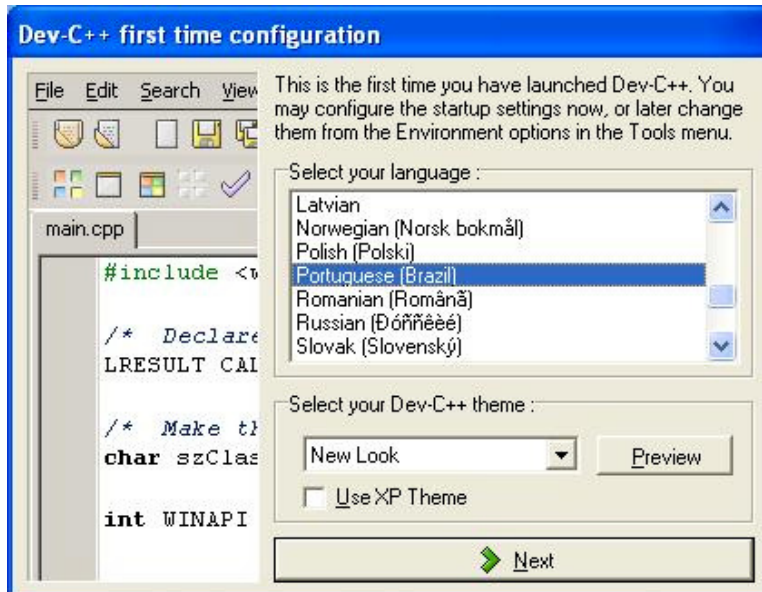 Dev-C++ first time configuration
File Edit Search View
main.cpp
#include <w
/* Declare
LRESULT CAL
/* Make th
char szClas
int WINAPI
This is the first time you have launched Dev-C++. You
may configure the startup settings now, or later change
them from the Environment options in the Tools menu.
Select your language :
Latvian
Norwegian (Norsk bokmål)
Polish (Polski)
Portuguese (Brazil)
Romanian (Românã)
Russian (Ðóññêèé)
Slovak (Slovenský)
Select your Dev-C++ theme :
New Look
Preview
Use XP Theme
Next